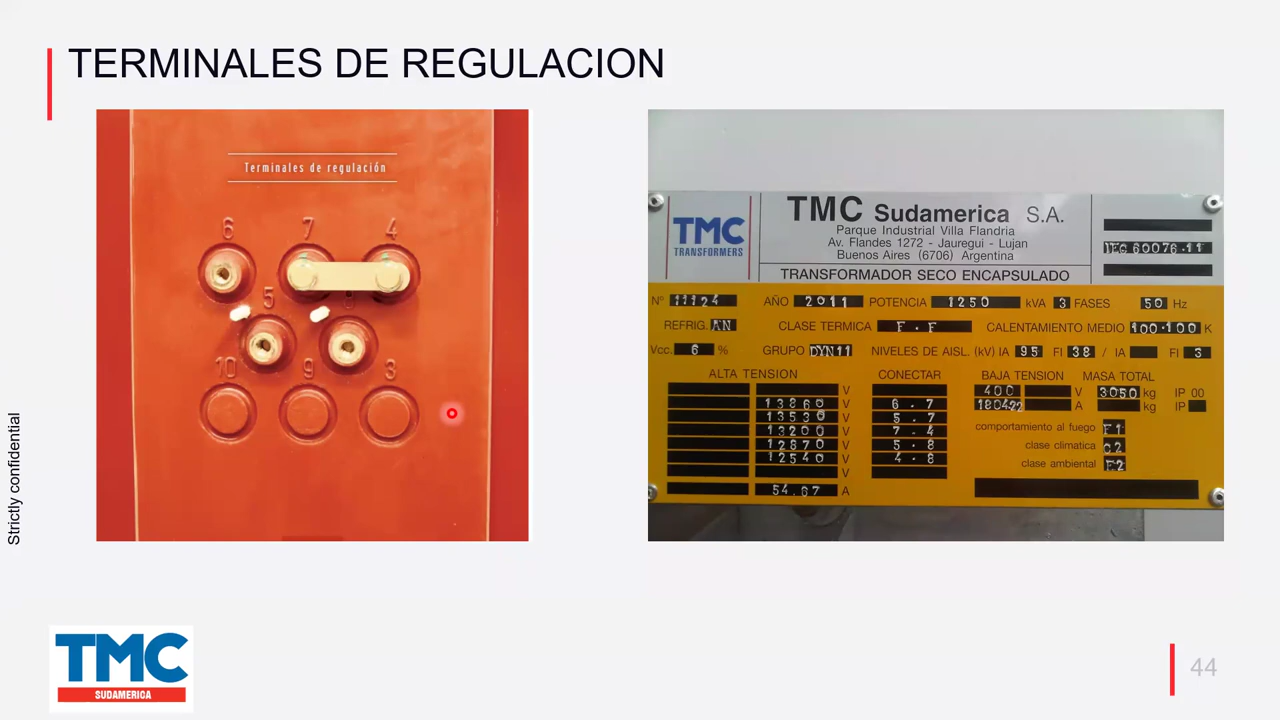 TERMINALES DE REGULACION
Terminales de regulación
6 7 4
5 8
10 9 3
TMC
TRANSFORMERS
TMC Sudamerica S.A.
Parque Industrial Villa Flandria
Av. Flandes 1272 - Jauregui - Lujan
Buenos Aires (6706) Argentina
TRANSFORMADOR SECO ENCAPSULADO
IEC 60076-11
N° 11124 AÑO 2011 POTENCIA 1250 kVA 3 FASES 50 Hz
REFRIG. AN CLASE TERMICA F.F CALENTAMIENTO MEDIO 100-100 K
Vcc. 6 % GRUPO DYN11 NIVELES DE AISL. (kV) IA 95 FI 38 / IA FI 3
ALTA TENSION CONECTAR BAJA TENSION MASA TOTAL
V 400 V 3050 kg IP 00
13860 V 6.7 A kg IP
13530 V 5.7
13200 V 7-4 comportamiento al fuego F1
12870 V 5.8 clase climatica C2
12540 V 4-8 clase ambiental E2
V
54.67 A
Strictly confidential
TMC
SUDAMERICA
44